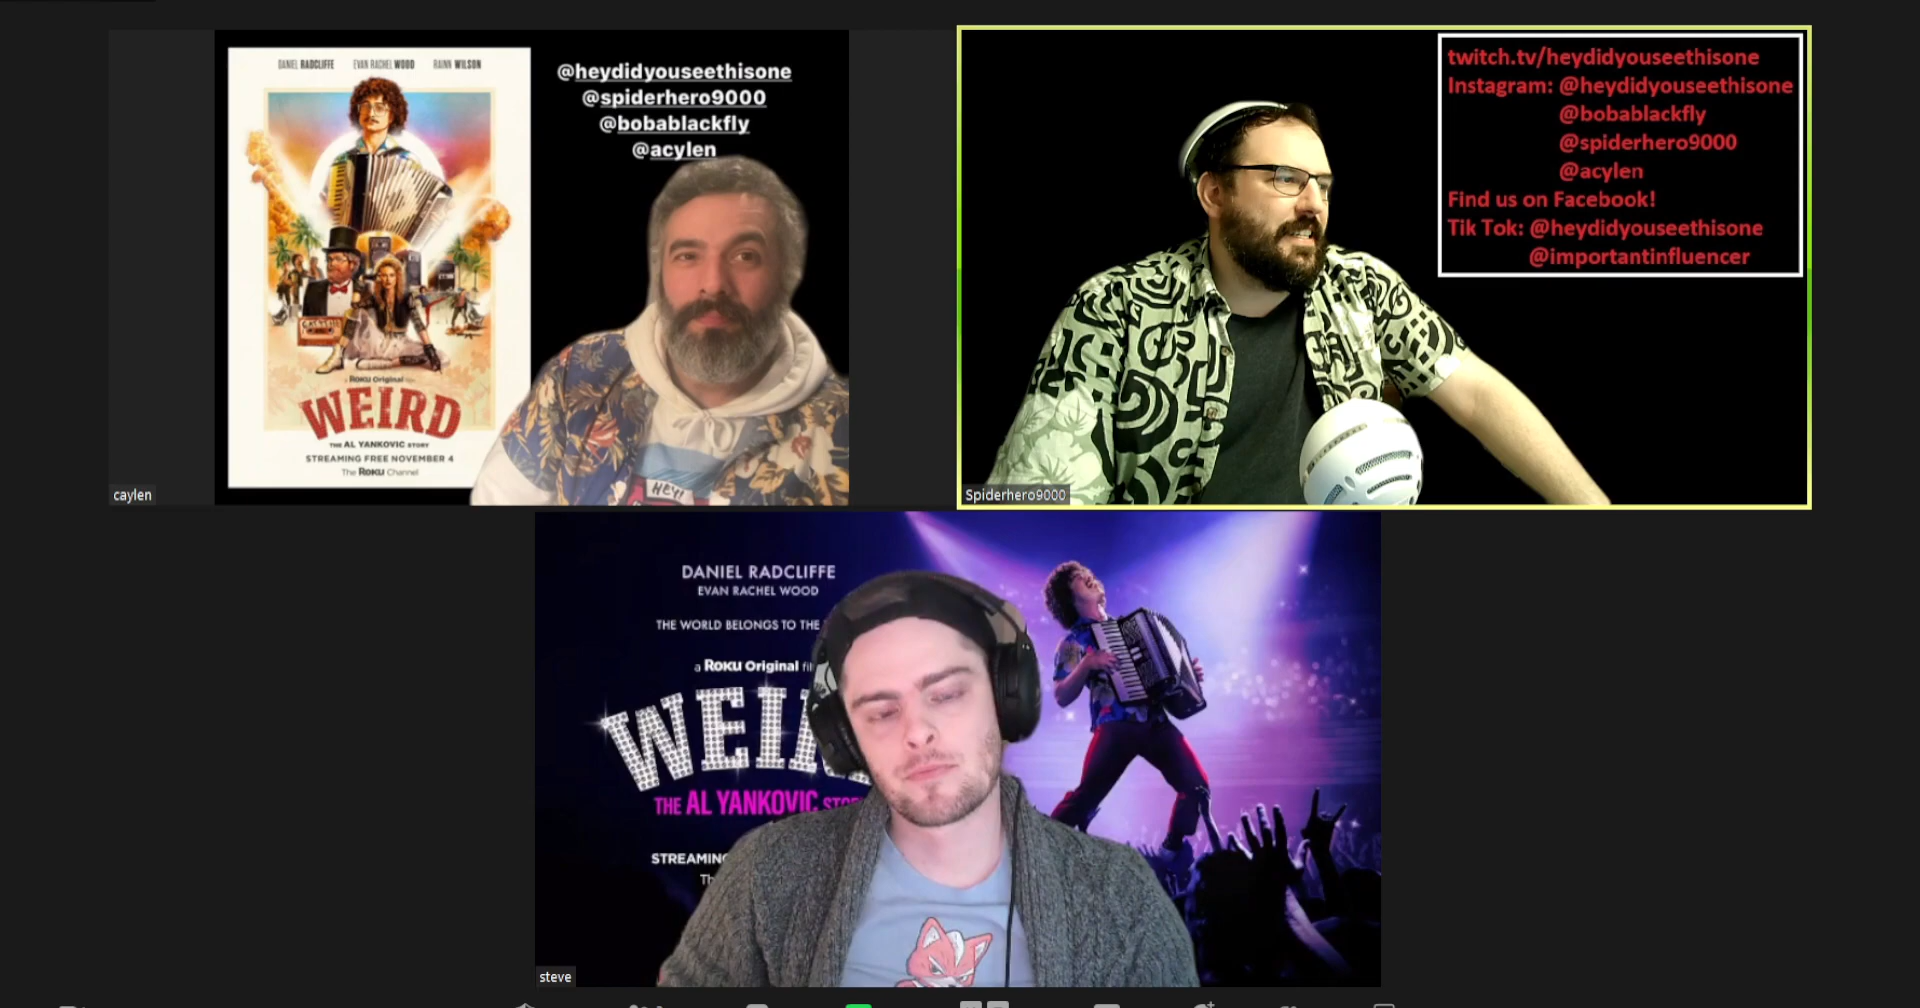 DANIEL RADCLIFFE EVAN RACHEL WOOD RAINN WILSON
a ROKU Original
WEIRD
THE AL YANKOVIC STORY
STREAMING FREE NOVEMBER 4
The ROKU Channel
@heydidyouseethisone
@spiderhero9000
@bobablackfly
@acylen
HEY!
caylen
twitch.tv/heydidyouseethisone
Instagram: @heydidyouseethisone
@bobablackfly
@spiderhero9000
@acylen
Find us on Facebook!
Tik Tok: @heydidyouseethisone
@importantinfluencer
Spiderhero9000
DANIEL RADCLIFFE
EVAN RACHEL WOOD
THE WORLD BELONGS TO THE
a ROKU Original
WEI
THE AL YANKOVIC
STREAMING
steve